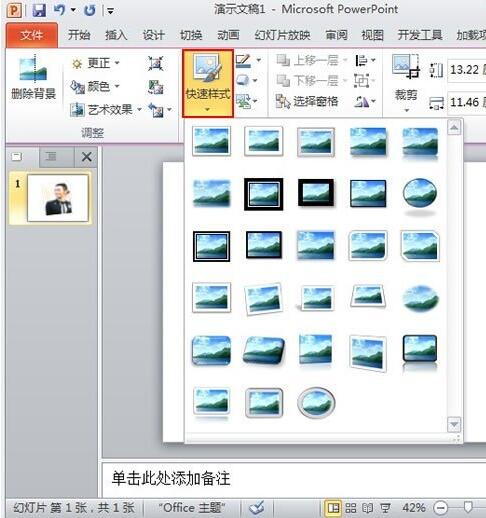 演示文稿1 - Microsoft PowerPoint
文件 开始 插入 设计 切换 动画 幻灯片放映 审阅 视图 开发工具 加载项
删除背景
更正
颜色
艺术效果
调整
快速样式
上移一层
下移一层
选择窗格
裁剪
13.22
11.46
1
单击此处添加备注
幻灯片 第 1 张，共 1 张 "Office 主题" 42%